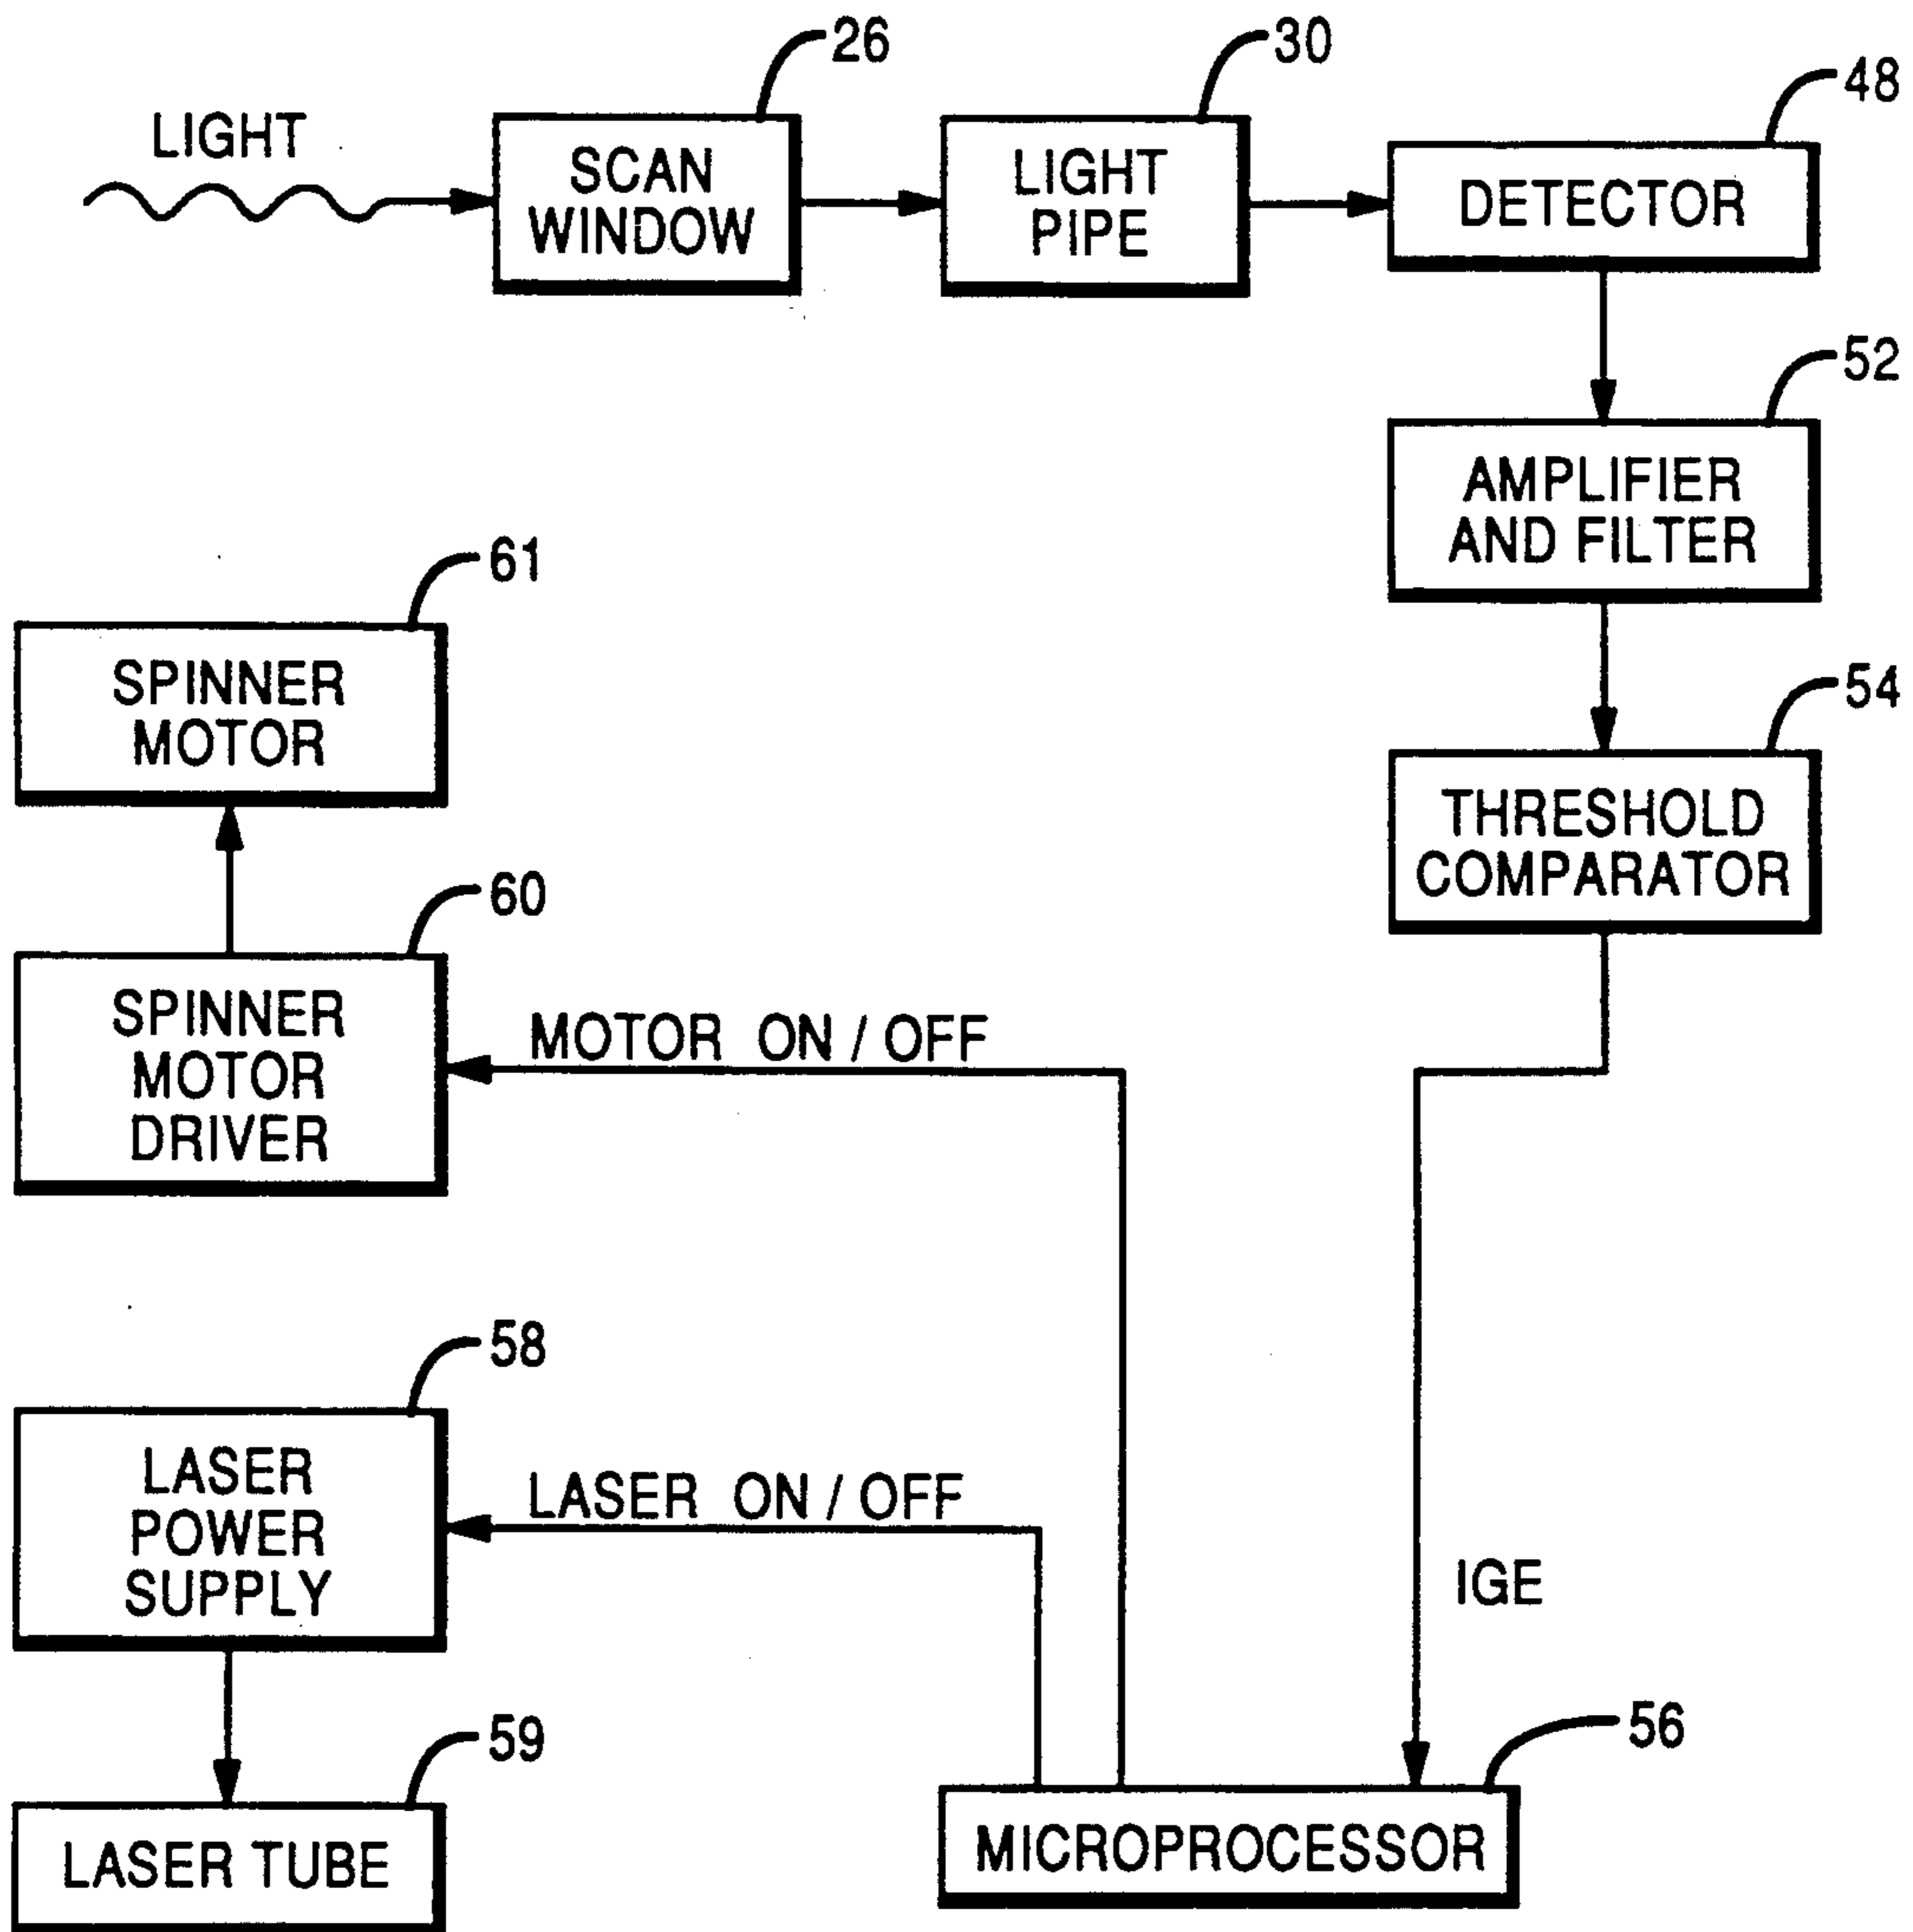 26
30
48
LIGHT
SCAN
WINDOW
LIGHT
PIPE
DETECTOR
52
AMPLIFIER
AND FILTER
61
SPINNER
MOTOR
54
THRESHOLD
COMPARATOR
60
SPINNER
MOTOR
DRIVER
MOTOR ON / OFF
58
LASER
POWER
SUPPLY
LASER ON / OFF
IGE
59
LASER TUBE
56
MICROPROCESSOR